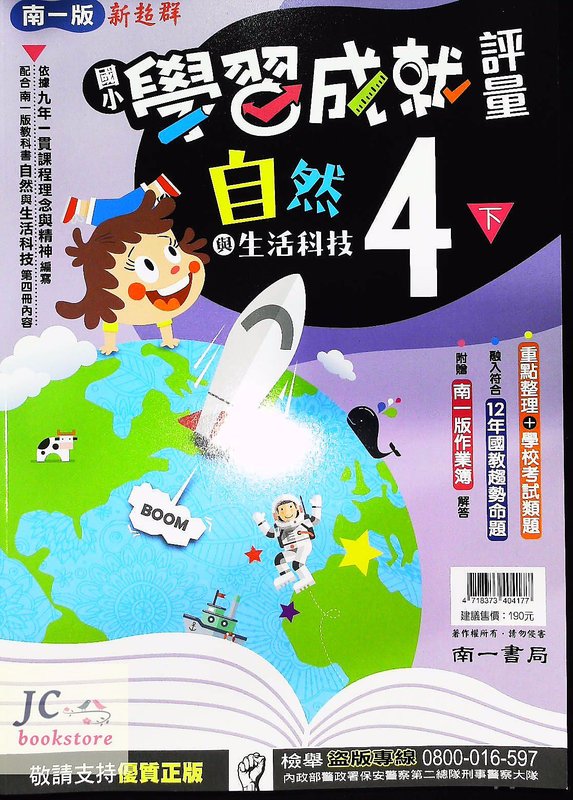 南一版 新超群
國小 學習成就 評量
自然與生活科技 4 下
依據九年一貫課程理念與精神 編寫
配合南一版教科書 自然與生活科技 第四冊內容
重點整理+學校考試類題
融入符合 12年國教趨勢命題
附贈 南一版作業簿 解答
BOOM
4 718373 404177
建議售價：190元
著作權所有·請勿侵害
南一書局
JC
bookstore
敬請支持優質正版
檢舉 盜版專線 0800-016-597
內政部警政署保安警察第二總隊刑事警察大隊